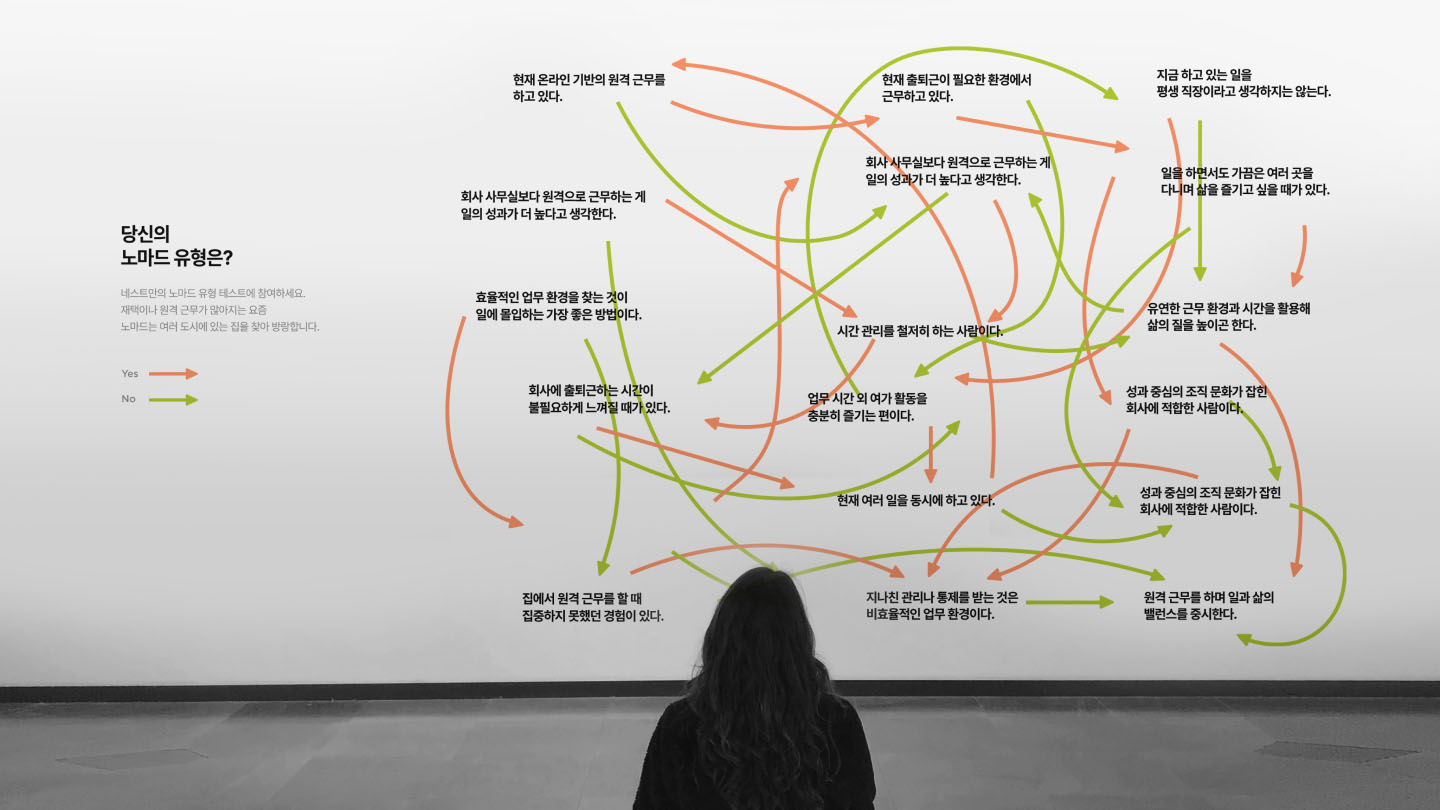 당신의
노마드 유형은?
네스트만의 노마드 유형 테스트에 참여하세요.
재택이나 원격 근무가 많아지는 요즘
노마드는 여러 도시에 있는 집을 찾아 방랑합니다.
Yes
No
현재 온라인 기반의 원격 근무를
하고 있다.
현재 출퇴근이 필요한 환경에서
근무하고 있다.
지금 하고 있는 일을
평생 직장이라고 생각하지는 않는다.
회사 사무실보다 원격으로 근무하는 게
일의 성과가 더 높다고 생각한다.
일을 하면서도 가끔은 여러 곳을
다니며 삶을 즐기고 싶을 때가 있다.
회사 사무실보다 원격으로 근무하는 게
일의 성과가 더 높다고 생각한다.
효율적인 업무 환경을 찾는 것이
일에 몰입하는 가장 좋은 방법이다.
시간 관리를 철저히 하는 사람이다.
유연한 근무 환경과 시간을 활용해
삶의 질을 높이곤 한다.
회사에 출퇴근하는 시간이
불필요하게 느껴질 때가 있다.
업무 시간 외 여가 활동을
충분히 즐기는 편이다.
성과 중심의 조직 문화가 잡힌
회사에 적합한 사람이다.
현재 여러 일을 동시에 하고 있다.
성과 중심의 조직 문화가 잡힌
회사에 적합한 사람이다.
집에서 원격 근무를 할 때
집중하지 못했던 경험이 있다.
지나친 관리나 통제를 받는 것은
비효율적인 업무 환경이다.
원격 근무를 하며 일과 삶의
밸런스를 중시한다.